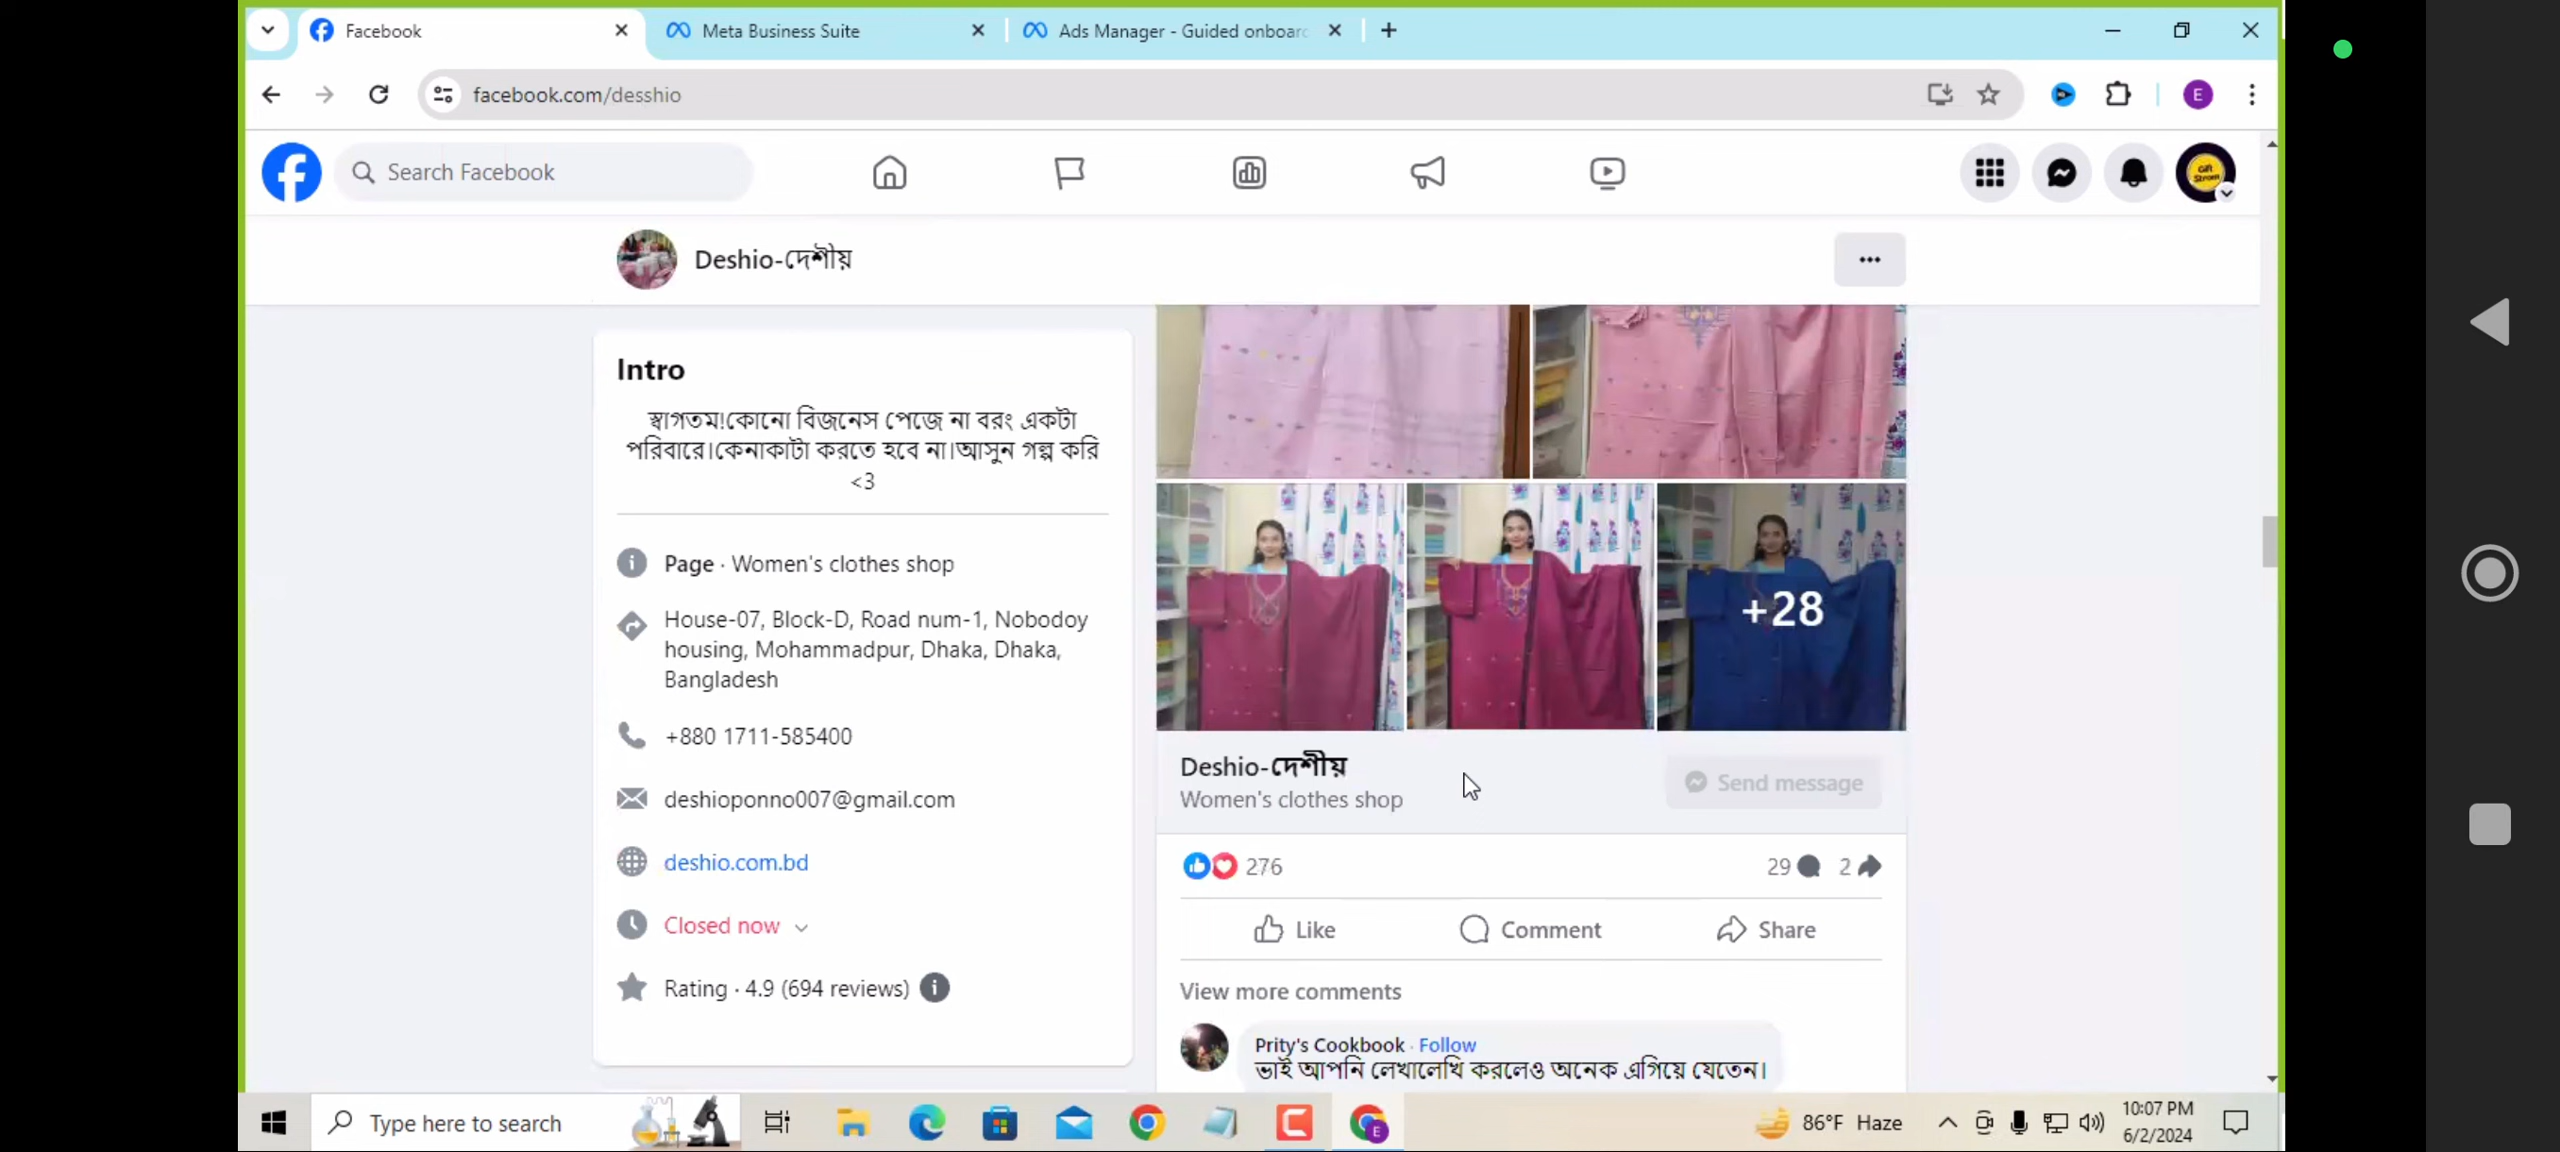 Facebook
Meta Business Suite
Ads Manager - Guided onboar
facebook.com/desshio
E
Search Facebook
Gift
Strom
Deshio-দেশীয়
Intro
স্বাগতম!কোনো বিজনেস পেজে না বরং একটা
পরিবারে।কেনাকাটা করতে হবে না।আসুন গল্প করি
<3
Page · Women's clothes shop
House-07, Block-D, Road num-1, Nobodoy
housing, Mohammadpur, Dhaka, Dhaka,
Bangladesh
+880 1711-585400
deshioponno007@gmail.com
deshio.com.bd
Closed now
Rating · 4.9 (694 reviews)
+28
Deshio-দেশীয়
Women's clothes shop
Send message
276
29 2
Like Comment Share
View more comments
Prity's Cookbook · Follow
ভাই আপনি লেখালেখি করলেও অনেক এগিয়ে যেতেন।
Type here to search
E
86°F Haze
10:07 PM
6/2/2024